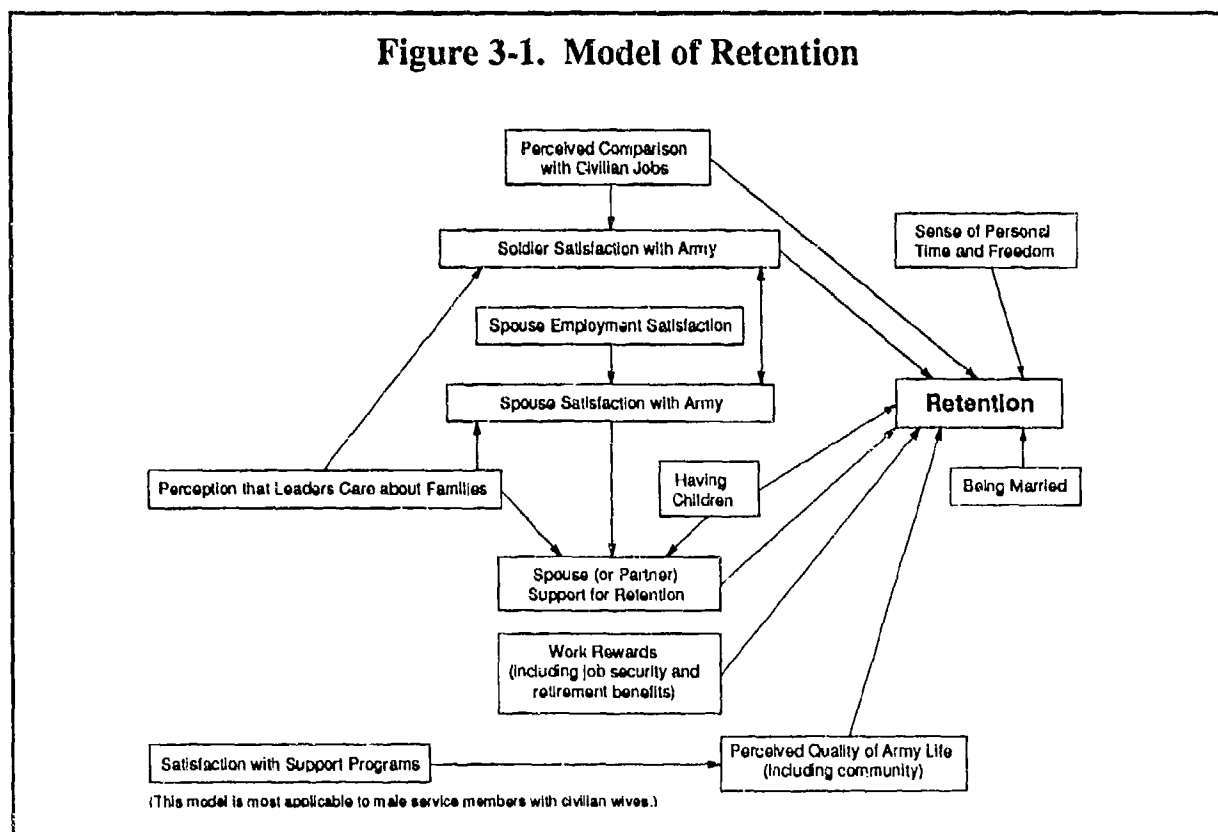 Figure 3-1. Model of Retention
Perceived Comparison
with Civilian Jobs
Soldier Satisfaction with Army
Sense of Personal
Time and Freedom
Spouse Employment Satisfaction
Spouse Satisfaction with Army
Retention
Perception that Leaders Care about Families
Having
Children
Being Married
Spouse (or Partner)
Support for Retention
Work Rewards
(including job security and
retirement benefits)
Satisfaction with Support Programs
Perceived Quality of Army Life
(including community)
(This model is most applicable to male service members with civilian wives.)